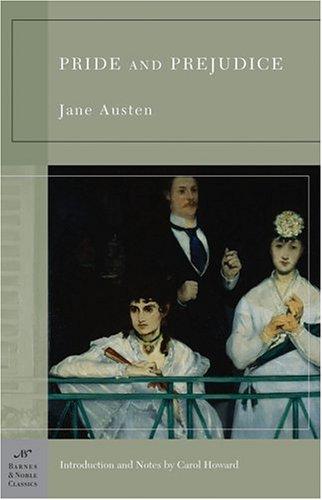 PRIDE AND PREJUDICE
Jane Austen
BARNES
& NOBLE
CLASSICS
Introduction and Notes by Carol Howard